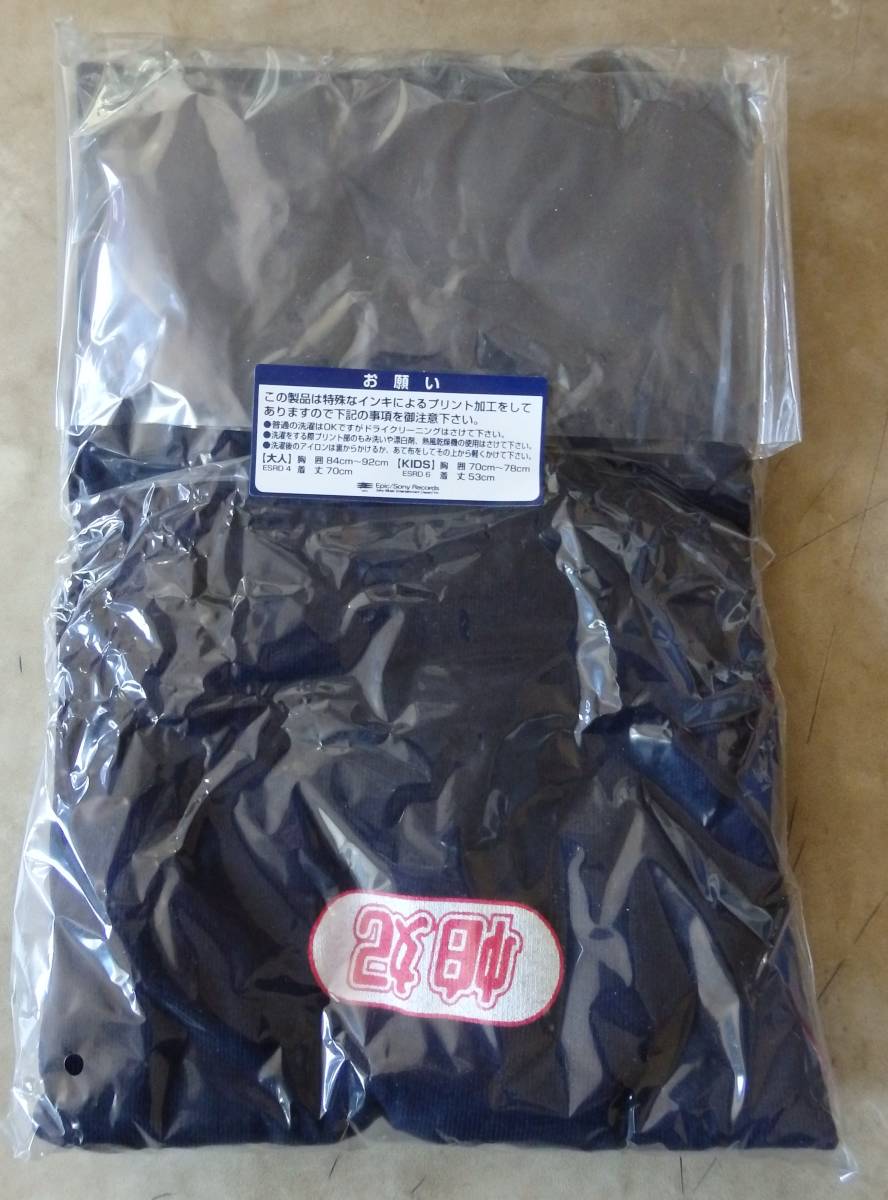 お願い
この製品は特殊なインキによるプリント加工をして
ありますので下記の事項を御注意下さい。
●普通の洗濯はOKですがドライクリーニングはさけて下さい。
●洗濯をする際プリント部のもみ洗いや漂白剤、熱風乾燥機の使用はさけて下さい。
●洗濯後のアイロンは裏からかけるか、あて布をしてその上から軽くかけて下さい。
【大人】胸 囲 84cm〜92cm 【KIDS】胸 囲 70cm〜78cm
ESRD 4 着 丈 70cm ESRD 6 着 丈 53cm
Epic/Sony Records